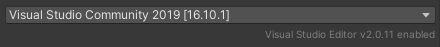 Visual Studio Community 2019 [16.10.1]
Visual Studio Editor v2.0.11 enabled